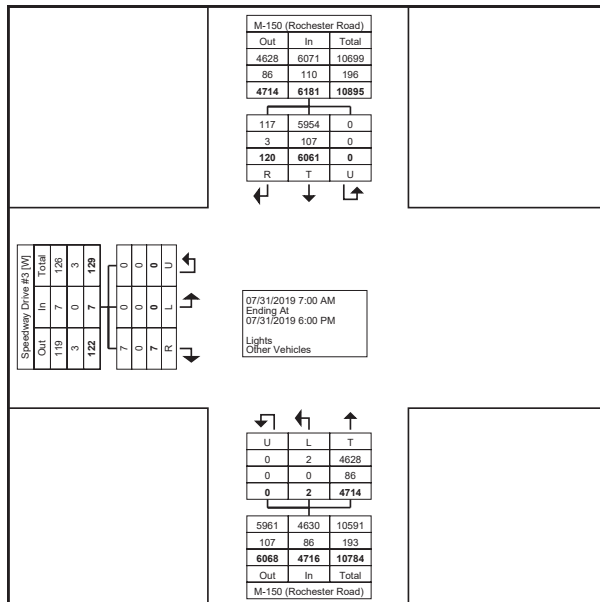 M-150 (Rochester Road)
Out In Total
4628 6071 10699
86 110 196
4714 6181 10895
117 5954 0
3 107 0
120 6061 0
R T U
Speedway Drive #3 [W]
Out In Total
119 7 126
3 0 3
122 7 129
7 0 0
0 0 0
7 0 0
R L U
07/31/2019 7:00 AM
Ending At
07/31/2019 6:00 PM
Lights
Other Vehicles
U L T
0 2 4628
0 0 86
0 2 4714
5961 4630 10591
107 86 193
6068 4716 10784
Out In Total
M-150 (Rochester Road)